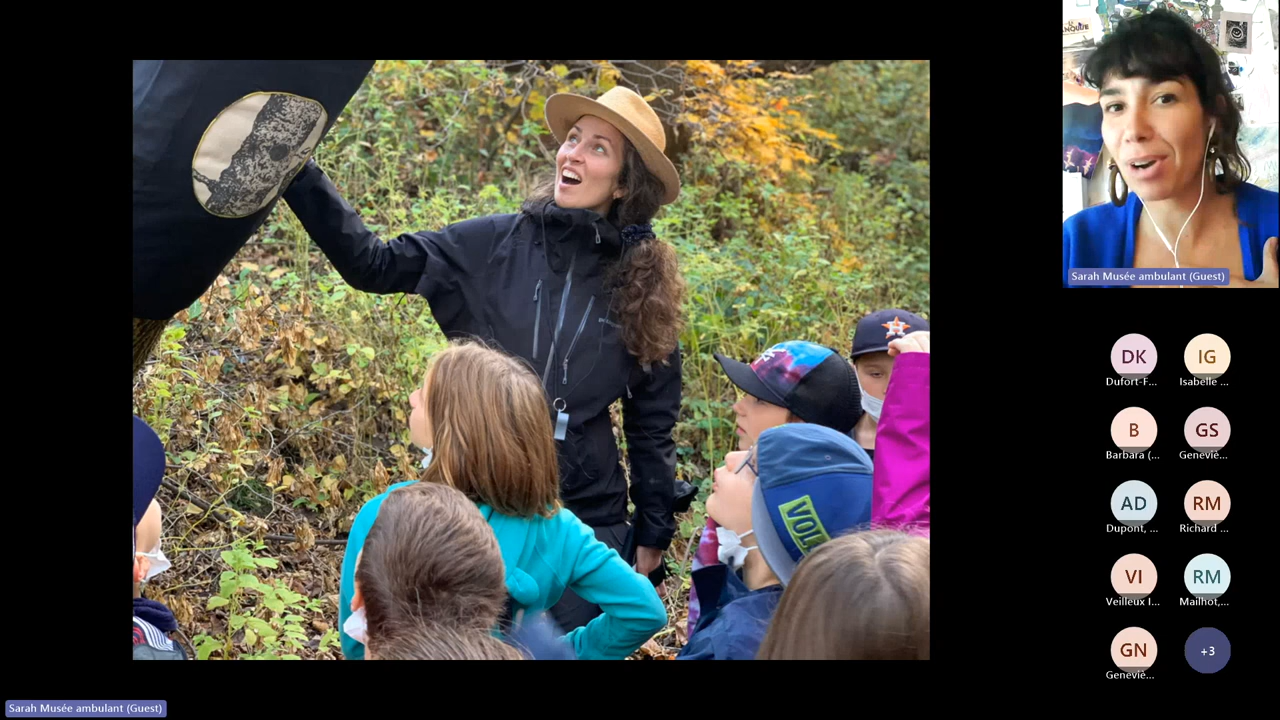 Sarah Musée ambulant (Guest)
DK
Dufort-F...
IG
Isabelle ...
B
Barbara (...
GS
Geneviè...
AD
Dupont, ...
RM
Richard ...
VI
Veilleux I...
RM
Mailhot,...
GN
Geneviè...
+3
VOL
Sarah Musée ambulant (Guest)